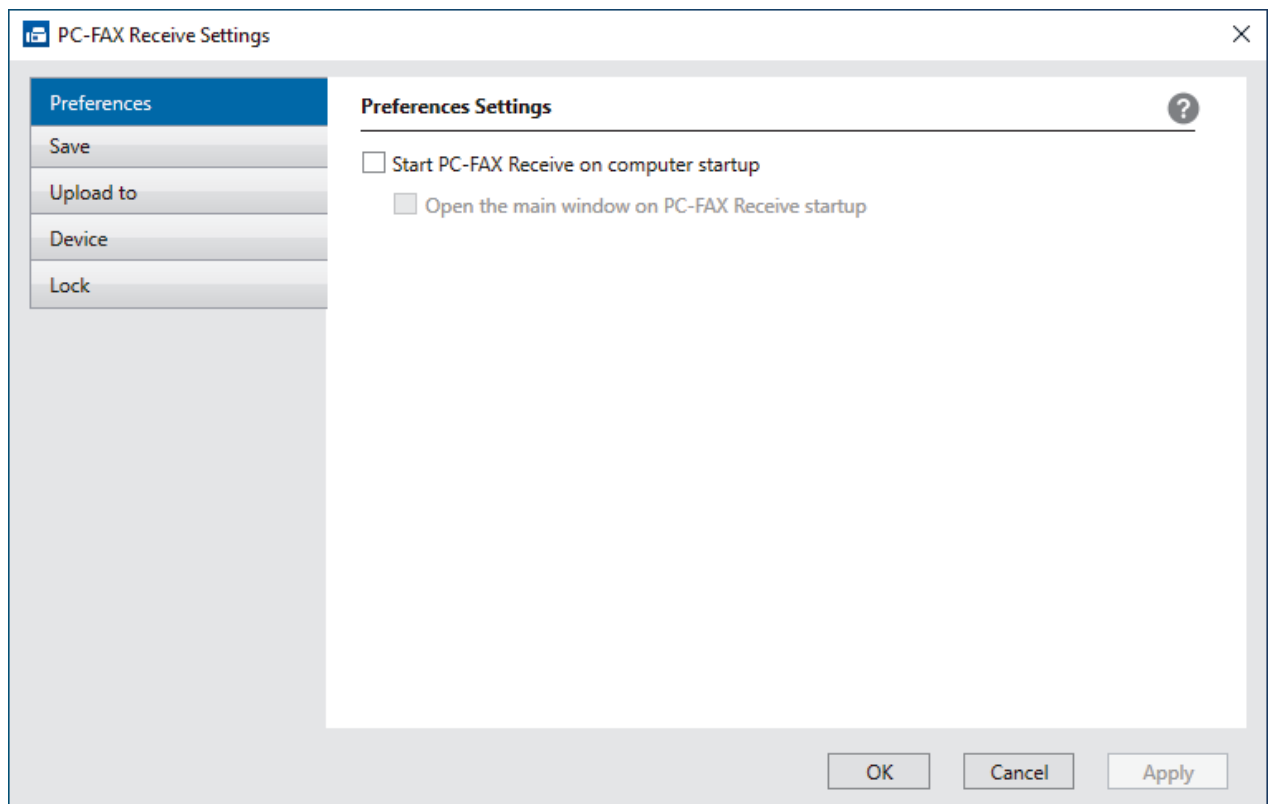 PC-FAX Receive Settings
Preferences
Save
Upload to
Device
Lock
Preferences Settings
?
Start PC-FAX Receive on computer startup
Open the main window on PC-FAX Receive startup
OK
Cancel
Apply